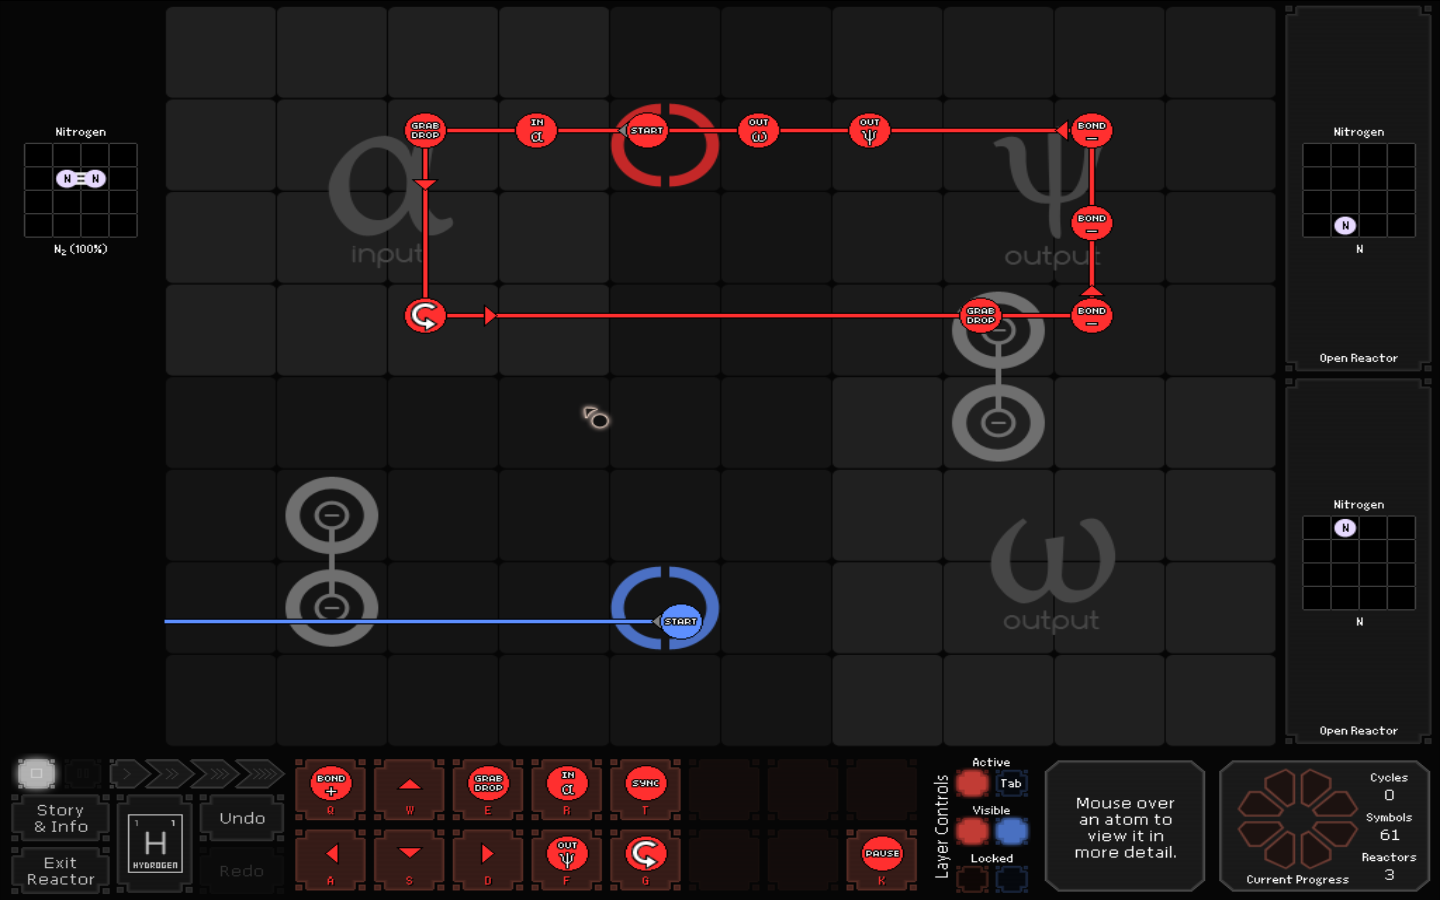 Nitrogen
N≡N
N₂ (100%)
α
input
GRAB DROP
IN α
START
OUT ω
OUT ψ
BOND −
BOND −
GRAB DROP
BOND −
ψ
output
START
ω
output
Nitrogen
N
N
Open Reactor
Nitrogen
N
N
Open Reactor
Story & Info
Exit Reactor
1 1
H
HYDROGEN
Undo
Redo
BOND + Q
W
GRAB DROP E
IN α R
SYNC T
A
S
D
OUT ψ F
G
PAUSE K
Layer Controls
Active
Tab
Visible
Locked
Mouse over
an atom to
view it in
more detail.
Cycles
0
Symbols
61
Reactors
3
Current Progress